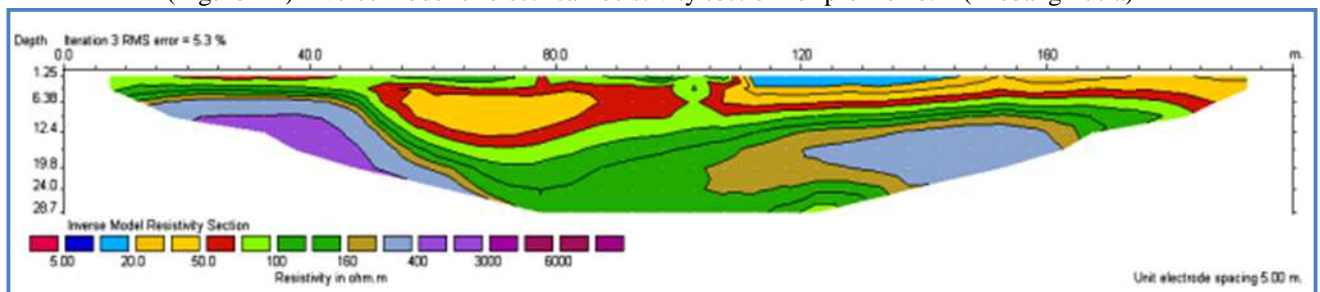 Depth Iteration 3 RMS error = 5.3 %
0.0 40.0 80.0 120 160 m.
1.25
6.38
12.4
19.8
24.0
28.7
Inverse Model Resistivity Section
5.00 20.0 50.0 100 160 400 3000 6000
Resistivity in ohm.m Unit electrode spacing 5.00 m.